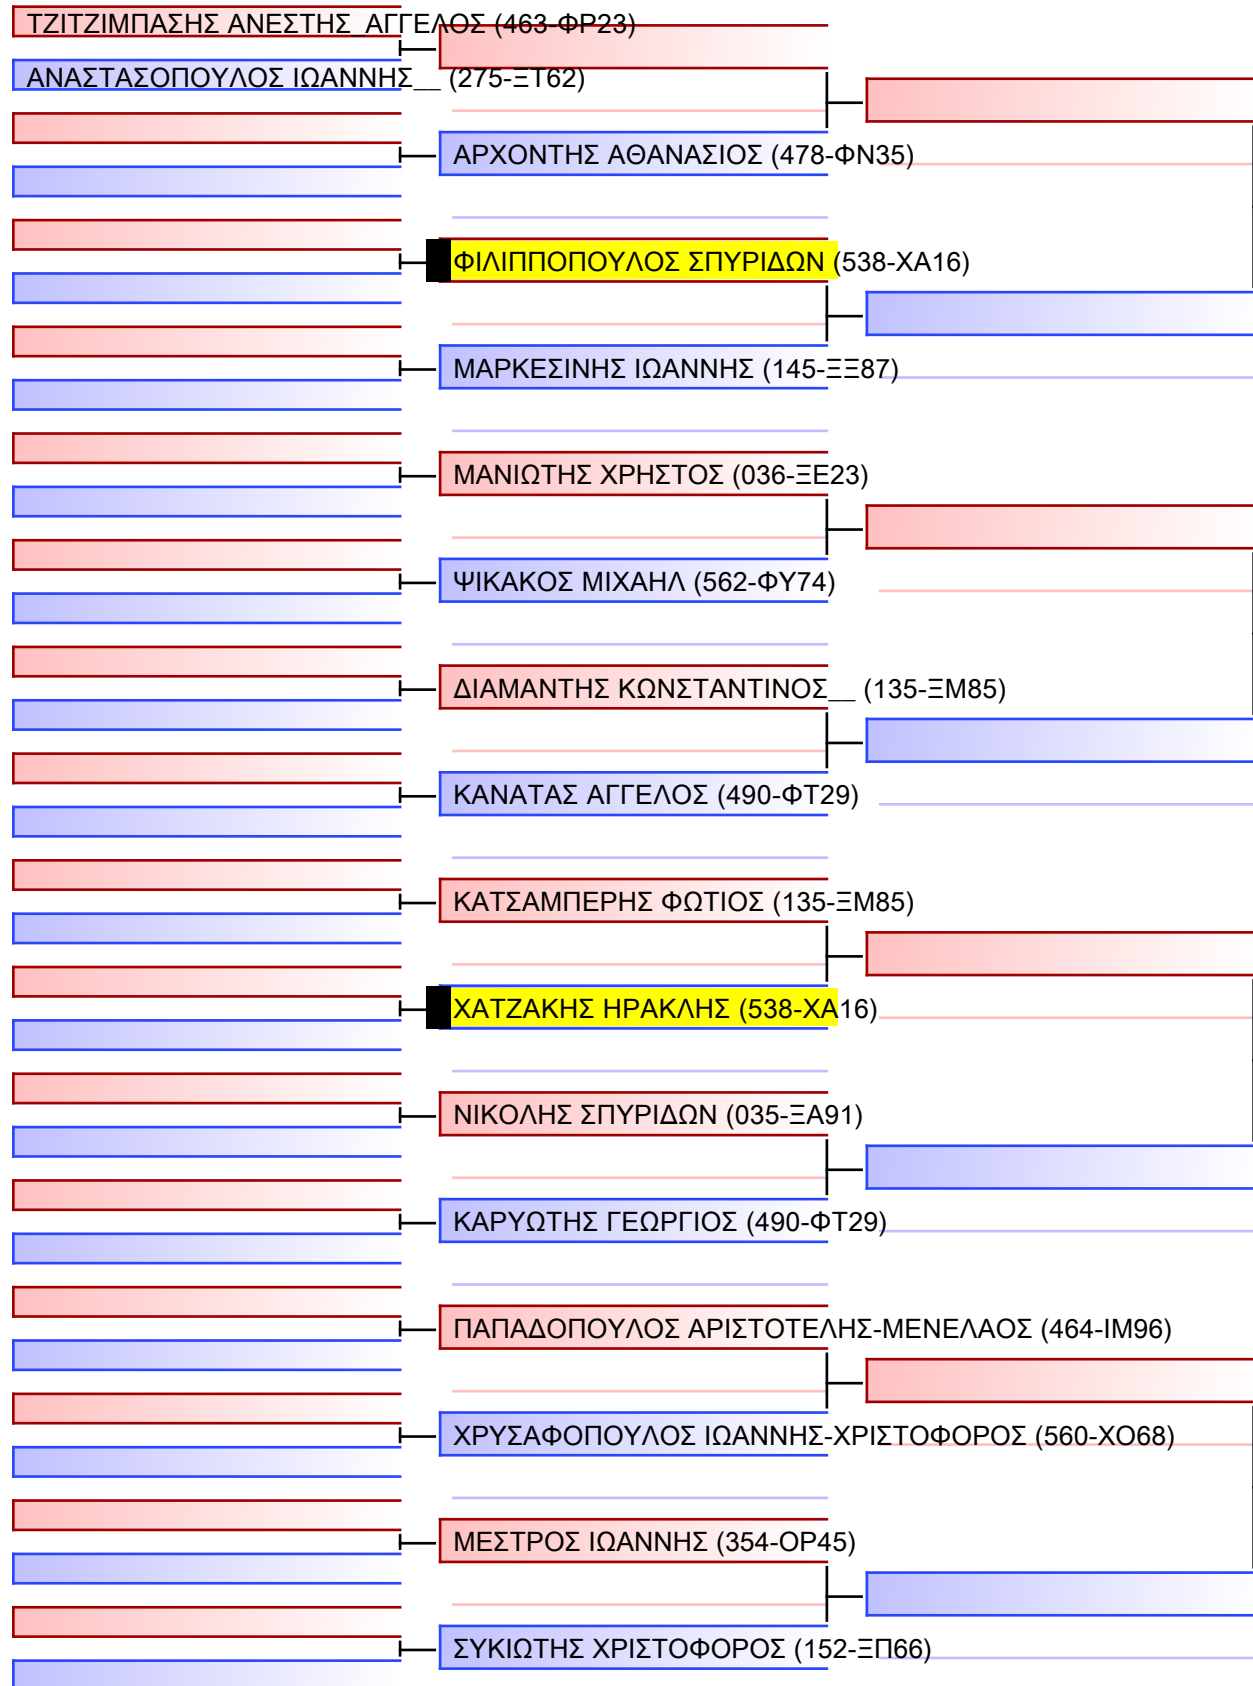 ΤΖΙΤΖΙΜΠΑΣΗΣ ΑΝΕΣΤΗΣ_ΑΓΓΕΛΟΣ (463-ΦΡ23)
ΑΝΑΣΤΑΣΟΠΟΥΛΟΣ ΙΩΑΝΝΗΣ__ (275-ΞΤ62)
ΑΡΧΟΝΤΗΣ ΑΘΑΝΑΣΙΟΣ (478-ΦΝ35)
ΦΙΛΙΠΠΟΠΟΥΛΟΣ ΣΠΥΡΙΔΩΝ (538-ΧΑ16)
ΜΑΡΚΕΣΙΝΗΣ ΙΩΑΝΝΗΣ (145-ΞΞ87)
ΜΑΝΙΩΤΗΣ ΧΡΗΣΤΟΣ (036-ΞΕ23)
ΨΙΚΑΚΟΣ ΜΙΧΑΗΛ (562-ΦΥ74)
ΔΙΑΜΑΝΤΗΣ ΚΩΝΣΤΑΝΤΙΝΟΣ__ (135-ΞΜ85)
ΚΑΝΑΤΑΣ ΑΓΓΕΛΟΣ (490-ΦΤ29)
ΚΑΤΣΑΜΠΕΡΗΣ ΦΩΤΙΟΣ (135-ΞΜ85)
ΧΑΤΖΑΚΗΣ ΗΡΑΚΛΗΣ (538-ΧΑ16)
ΝΙΚΟΛΗΣ ΣΠΥΡΙΔΩΝ (035-ΞΑ91)
ΚΑΡΥΩΤΗΣ ΓΕΩΡΓΙΟΣ (490-ΦΤ29)
ΠΑΠΑΔΟΠΟΥΛΟΣ ΑΡΙΣΤΟΤΕΛΗΣ-ΜΕΝΕΛΑΟΣ (464-ΙΜ96)
ΧΡΥΣΑΦΟΠΟΥΛΟΣ ΙΩΑΝΝΗΣ-ΧΡΙΣΤΟΦΟΡΟΣ (560-ΧΟ68)
ΜΕΣΤΡΟΣ ΙΩΑΝΝΗΣ (354-ΟΡ45)
ΣΥΚΙΩΤΗΣ ΧΡΙΣΤΟΦΟΡΟΣ (152-ΞΠ66)